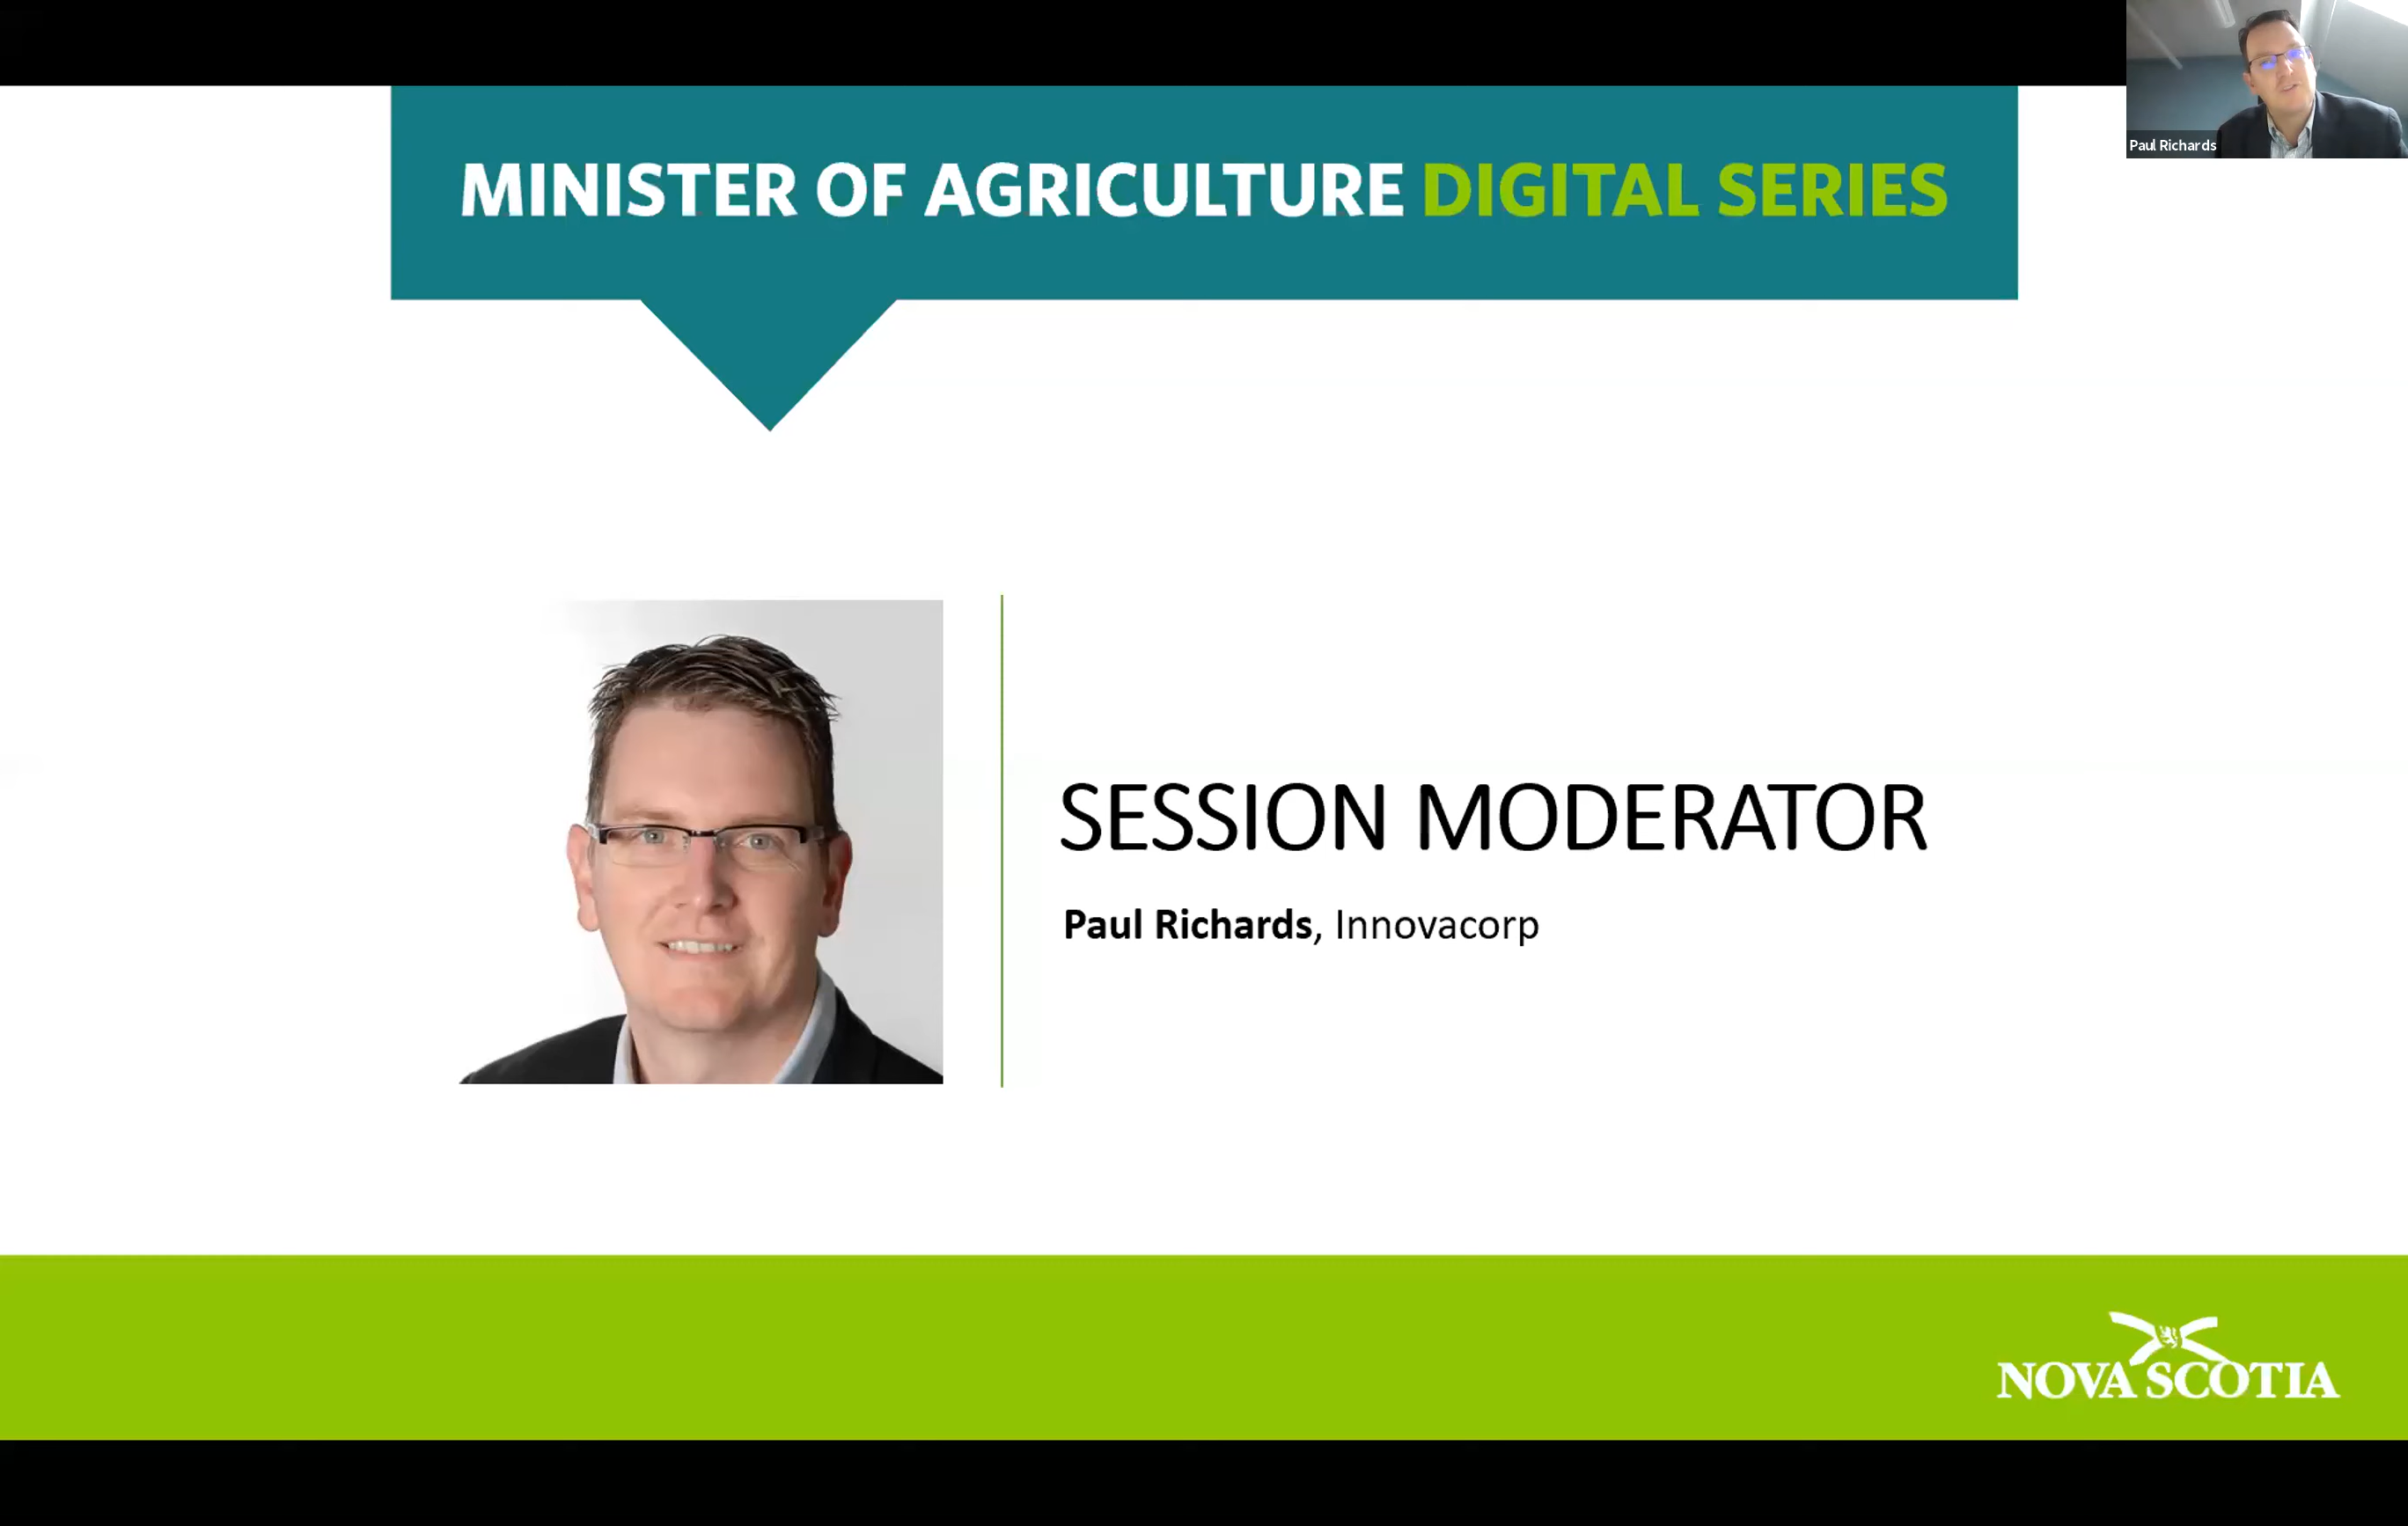 Paul Richards
MINISTER OF AGRICULTURE DIGITAL SERIES
SESSION MODERATOR
Paul Richards, Innovacorp
NOVA SCOTIA